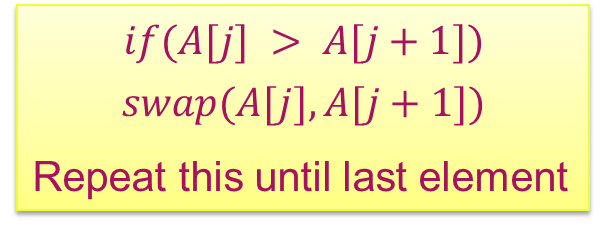 if(A[j] > A[j + 1])
swap(A[j], A[j + 1])
Repeat this until last element